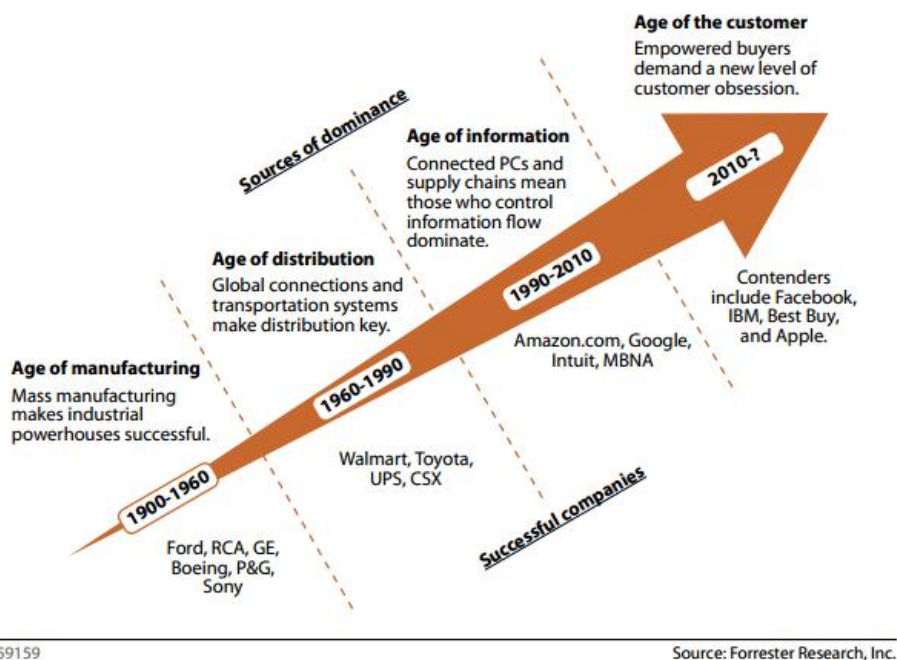 Age of the customer
Empowered buyers
demand a new level of
customer obsession.
2010-?
Contenders
include Facebook,
IBM, Best Buy,
and Apple.
Sources of dominance
Age of information
Connected PCs and
supply chains mean
those who control
information flow
dominate.
1990-2010
Amazon.com, Google,
Intuit, MBNA
Age of distribution
Global connections and
transportation systems
make distribution key.
1960-1990
Walmart, Toyota,
UPS, CSX
Successful companies
Age of manufacturing
Mass manufacturing
makes industrial
powerhouses successful.
1900-1960
Ford, RCA, GE,
Boeing, P&G,
Sony
59159
Source: Forrester Research, Inc.